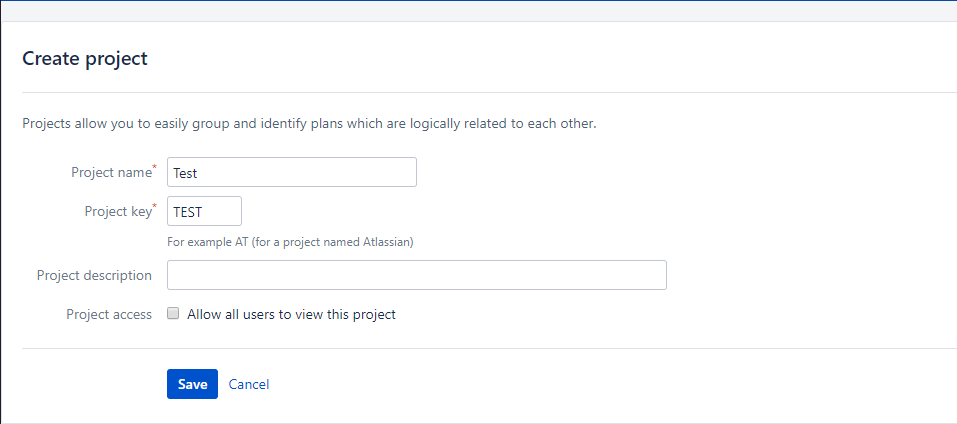 Create project
Projects allow you to easily group and identify plans which are logically related to each other.
Project name* Test
Project key* TEST
For example AT (for a project named Atlassian)
Project description
Project access Allow all users to view this project
Save Cancel